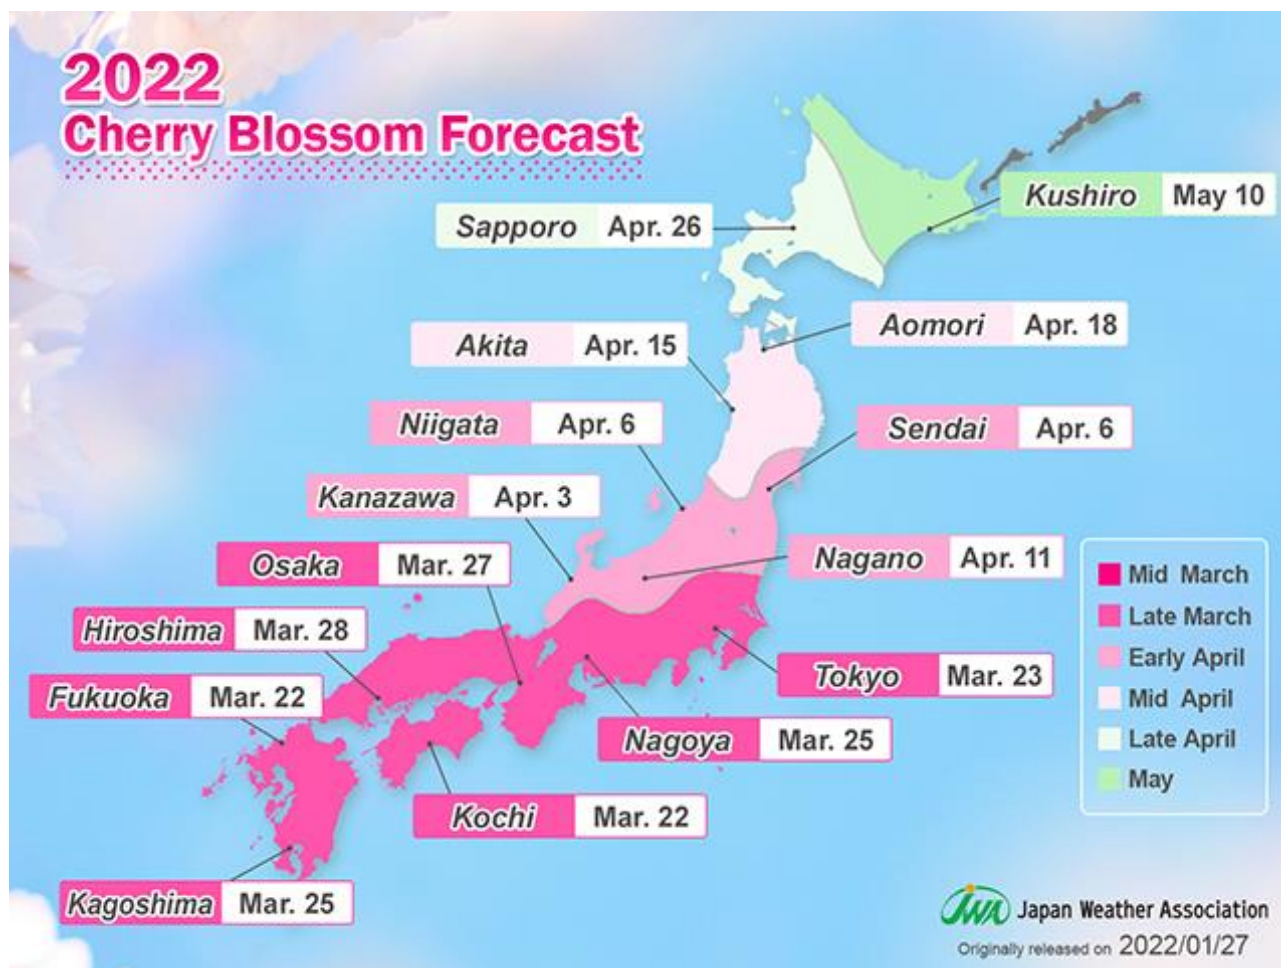 2022
Cherry Blossom Forecast
Kushiro May 10
Sapporo Apr. 26
Aomori Apr. 18
Akita Apr. 15
Niigata Apr. 6
Sendai Apr. 6
Kanazawa Apr. 3
Osaka Mar. 27
Nagano Apr. 11
Hiroshima Mar. 28
Fukuoka Mar. 22
Tokyo Mar. 23
Nagoya Mar. 25
Kochi Mar. 22
Kagoshima Mar. 25
Mid March
Late March
Early April
Mid April
Late April
May
JWA Japan Weather Association
Originally released on 2022/01/27